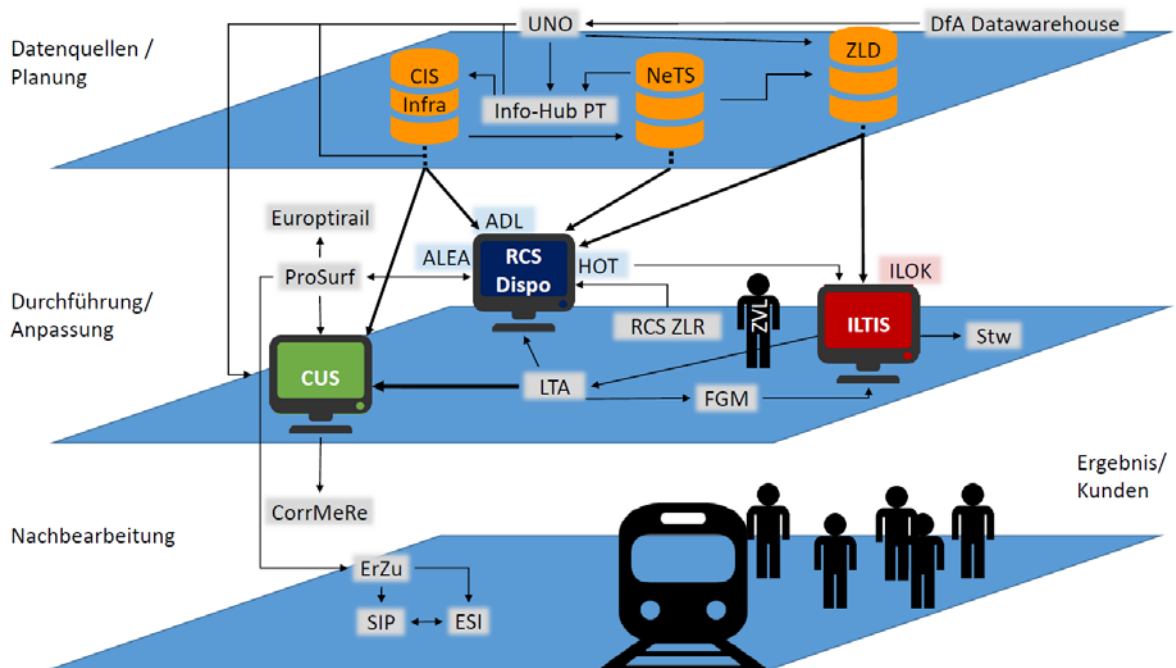 UNO
DfA Datawarehouse
Datenquellen /
Planung
CIS
Infra
NeTS
ZLD
Info-Hub PT
Europtirail
ADL
ALEA
RCS
Dispo
HOT
ILOK
ProSurf
Durchführung/
Anpassung
RCS ZLR
ZVL
ILTIS
Stw
CUS
LTA
FGM
Ergebnis/
Kunden
CorrMeRe
Nachbearbeitung
ErZu
SIP
ESI